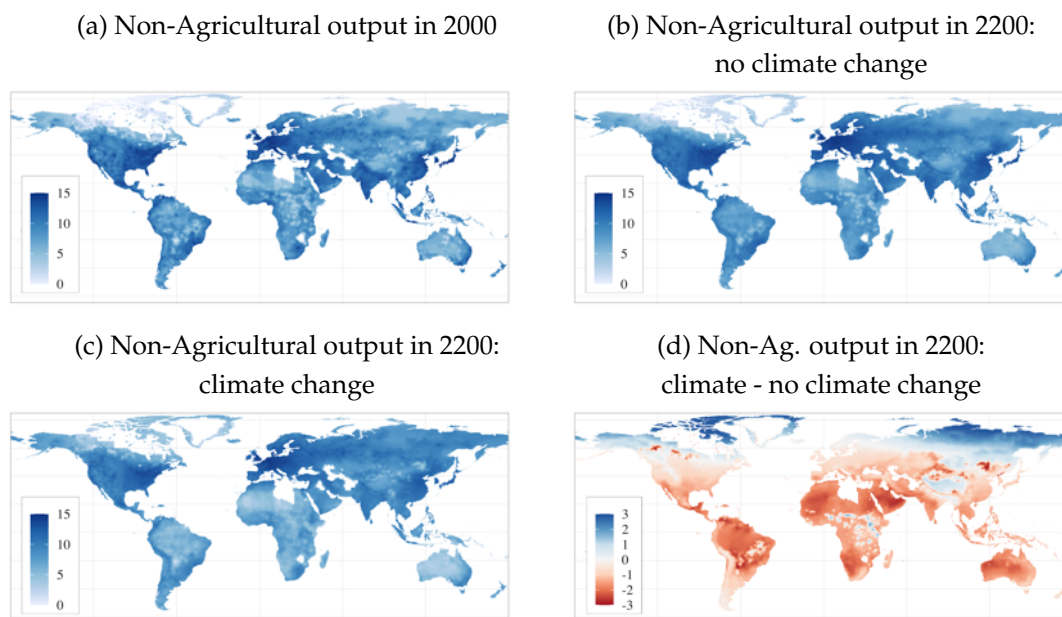 (a) Non-Agricultural output in 2000
(b) Non-Agricultural output in 2200:
no climate change
15
10
5
0
15
10
5
0
(c) Non-Agricultural output in 2200:
climate change
(d) Non-Ag. output in 2200:
climate - no climate change
15
10
5
0
3
2
1
0
-1
-2
-3